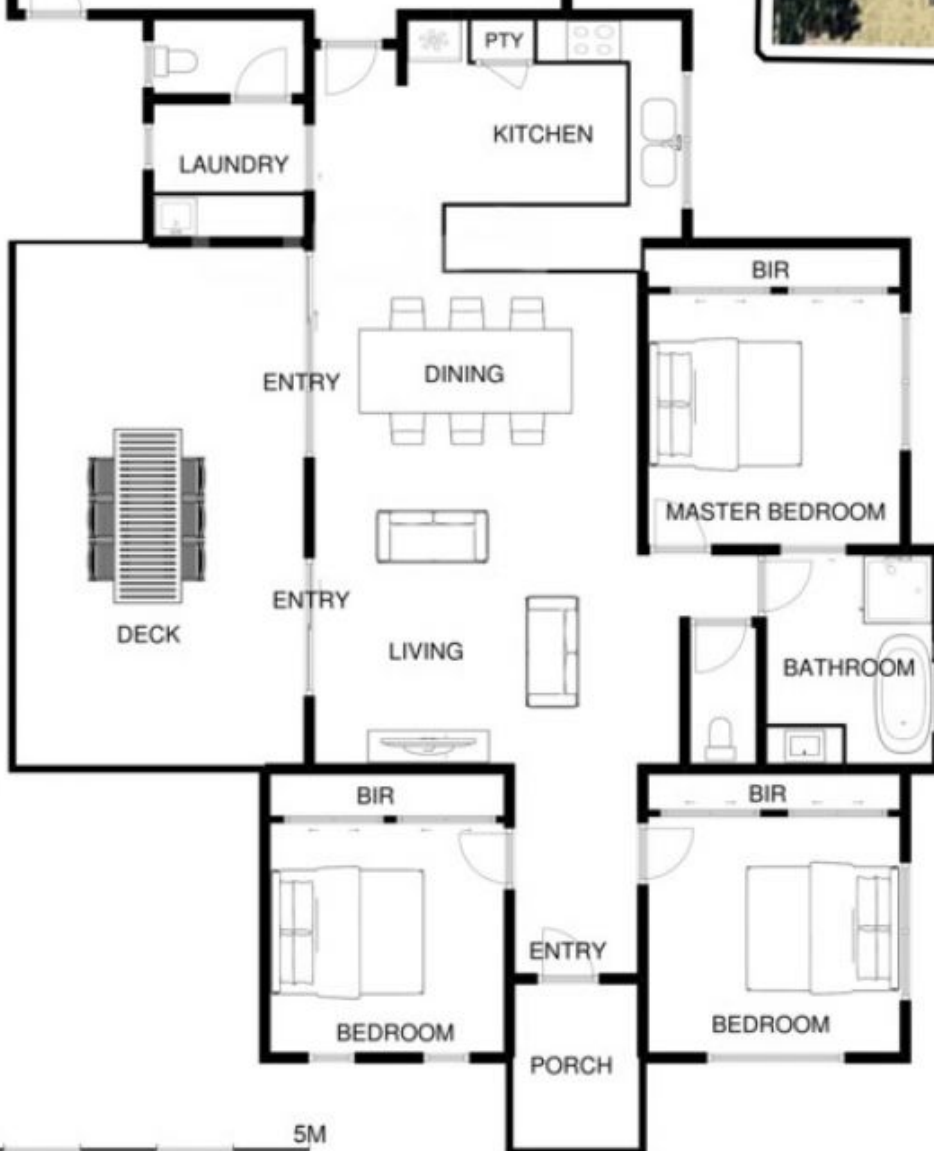 PTY
KITCHEN
LAUNDRY
BIR
ENTRY
DINING
MASTER BEDROOM
ENTRY
DECK
LIVING
BATHROOM
BIR
BIR
ENTRY
BEDROOM
BEDROOM
PORCH
5M